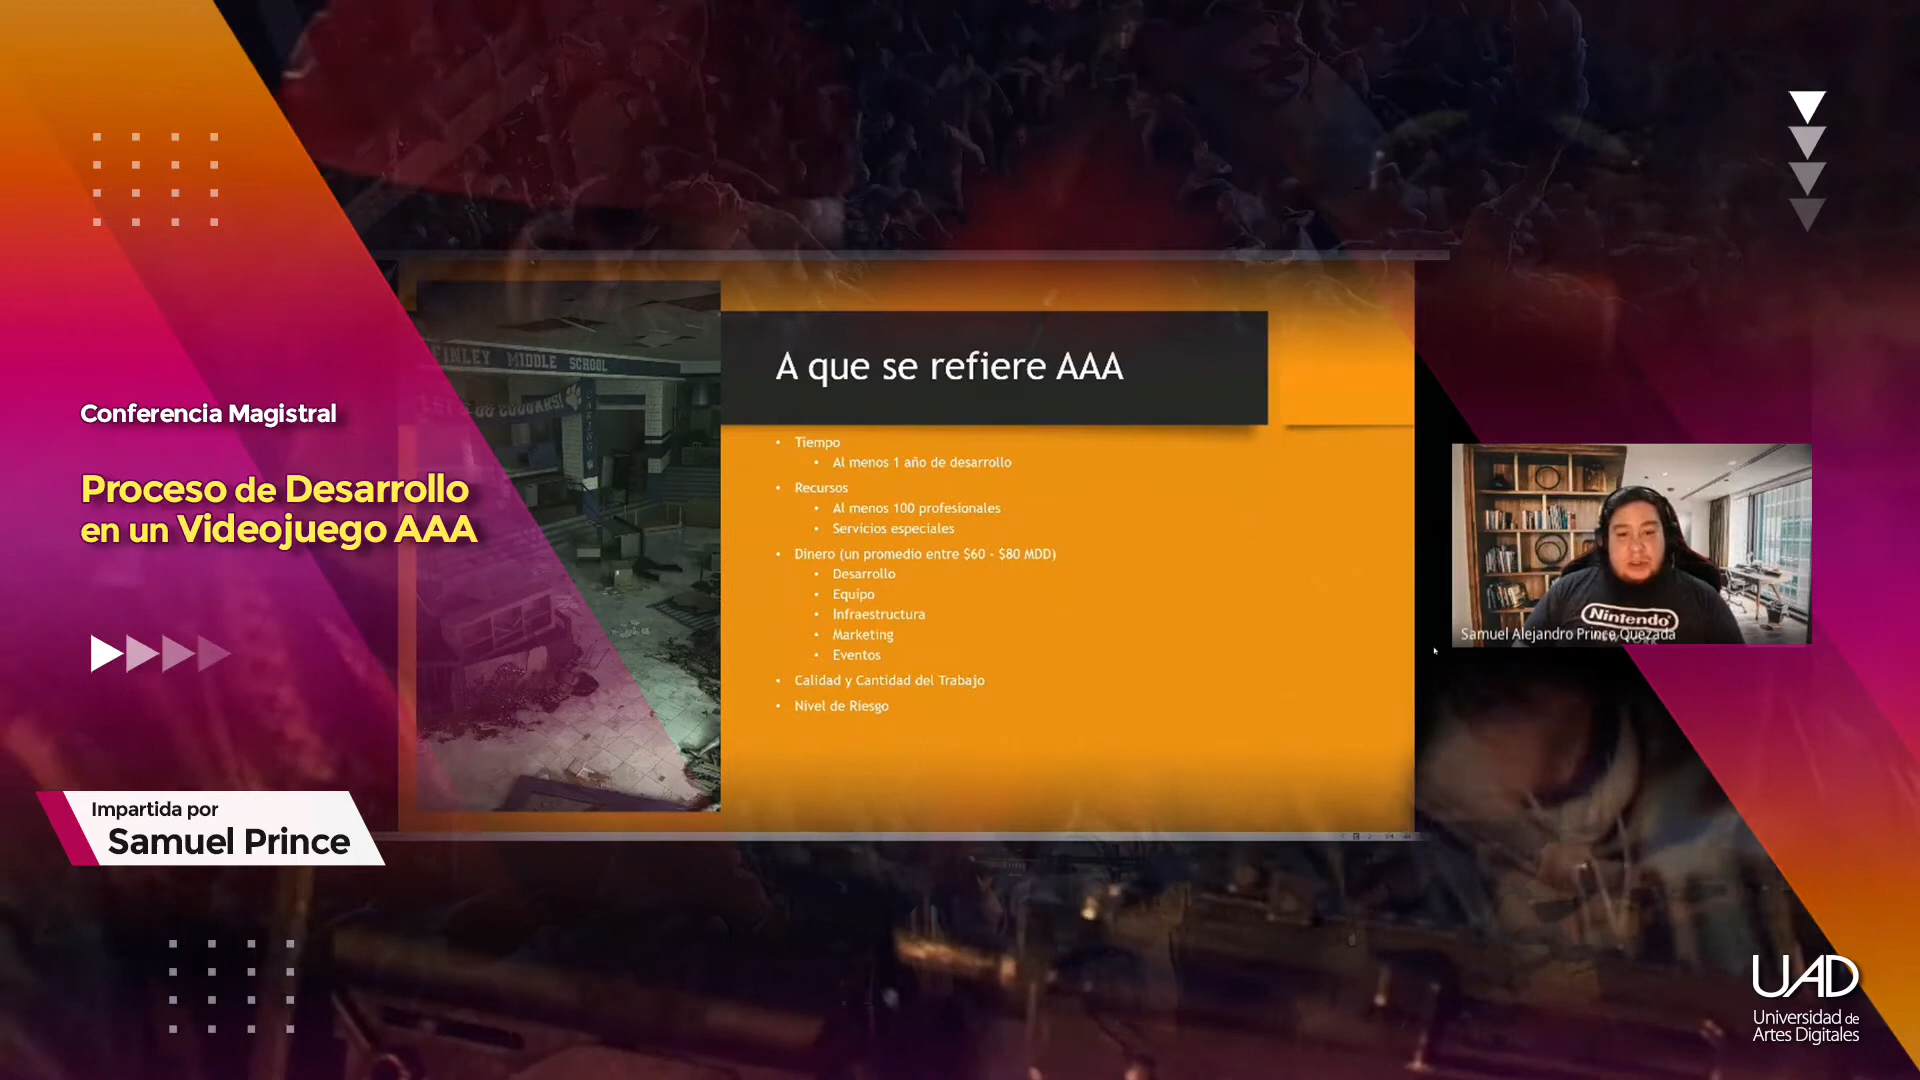 Conferencia Magistral
Proceso de Desarrollo
en un Videojuego AAA
Impartida por
Samuel Prince
FINLEY MIDDLE SCHOOL
A que se refiere AAA
• Tiempo
• Al menos 1 año de desarrollo
• Recursos
• Al menos 100 profesionales
• Servicios especiales
• Dinero (un promedio entre $60 - $80 MDD)
• Desarrollo
• Equipo
• Infraestructura
• Marketing
• Eventos
• Calidad y Cantidad del Trabajo
• Nivel de Riesgo
Nintendo
Samuel Alejandro Prince Quezada
UAD
Universidad de
Artes Digitales